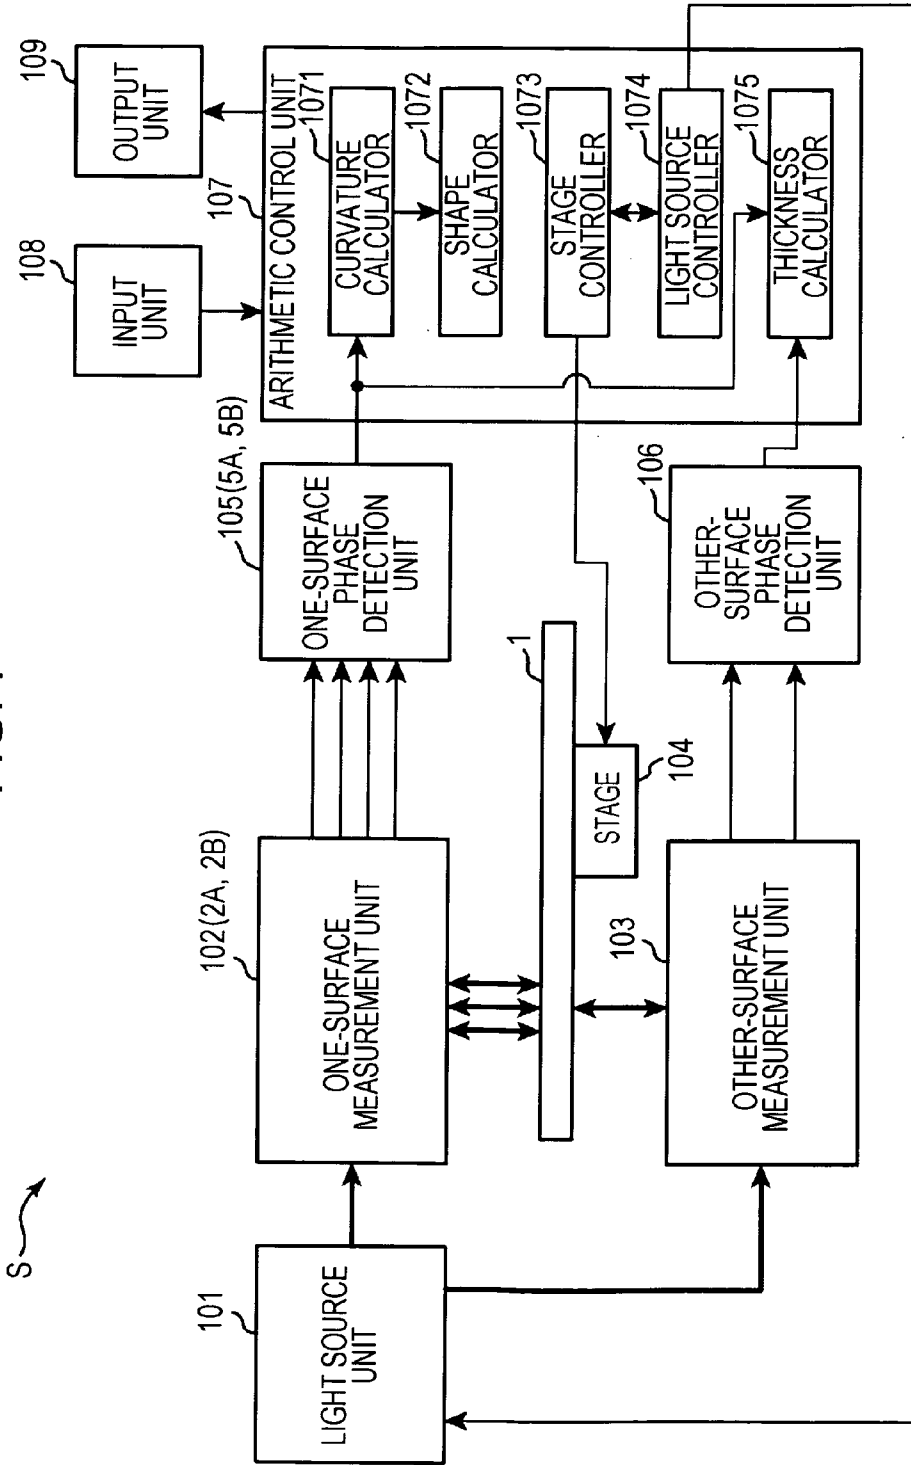 S
101
LIGHT SOURCE
UNIT
102(2A, 2B)
ONE-SURFACE
MEASUREMENT UNIT
103
OTHER-SURFACE
MEASUREMENT UNIT
1
STAGE
104
105(5A, 5B)
ONE-SURFACE
PHASE
DETECTION
UNIT
106
OTHER-
SURFACE
PHASE
DETECTION
UNIT
108
INPUT
UNIT
109
OUTPUT
UNIT
107
ARITHMETIC CONTROL UNIT
1071
CURVATURE
CALCULATOR
1072
SHAPE
CALCULATOR
1073
STAGE
CONTROLLER
1074
LIGHT SOURCE
CONTROLLER
1075
THICKNESS
CALCULATOR